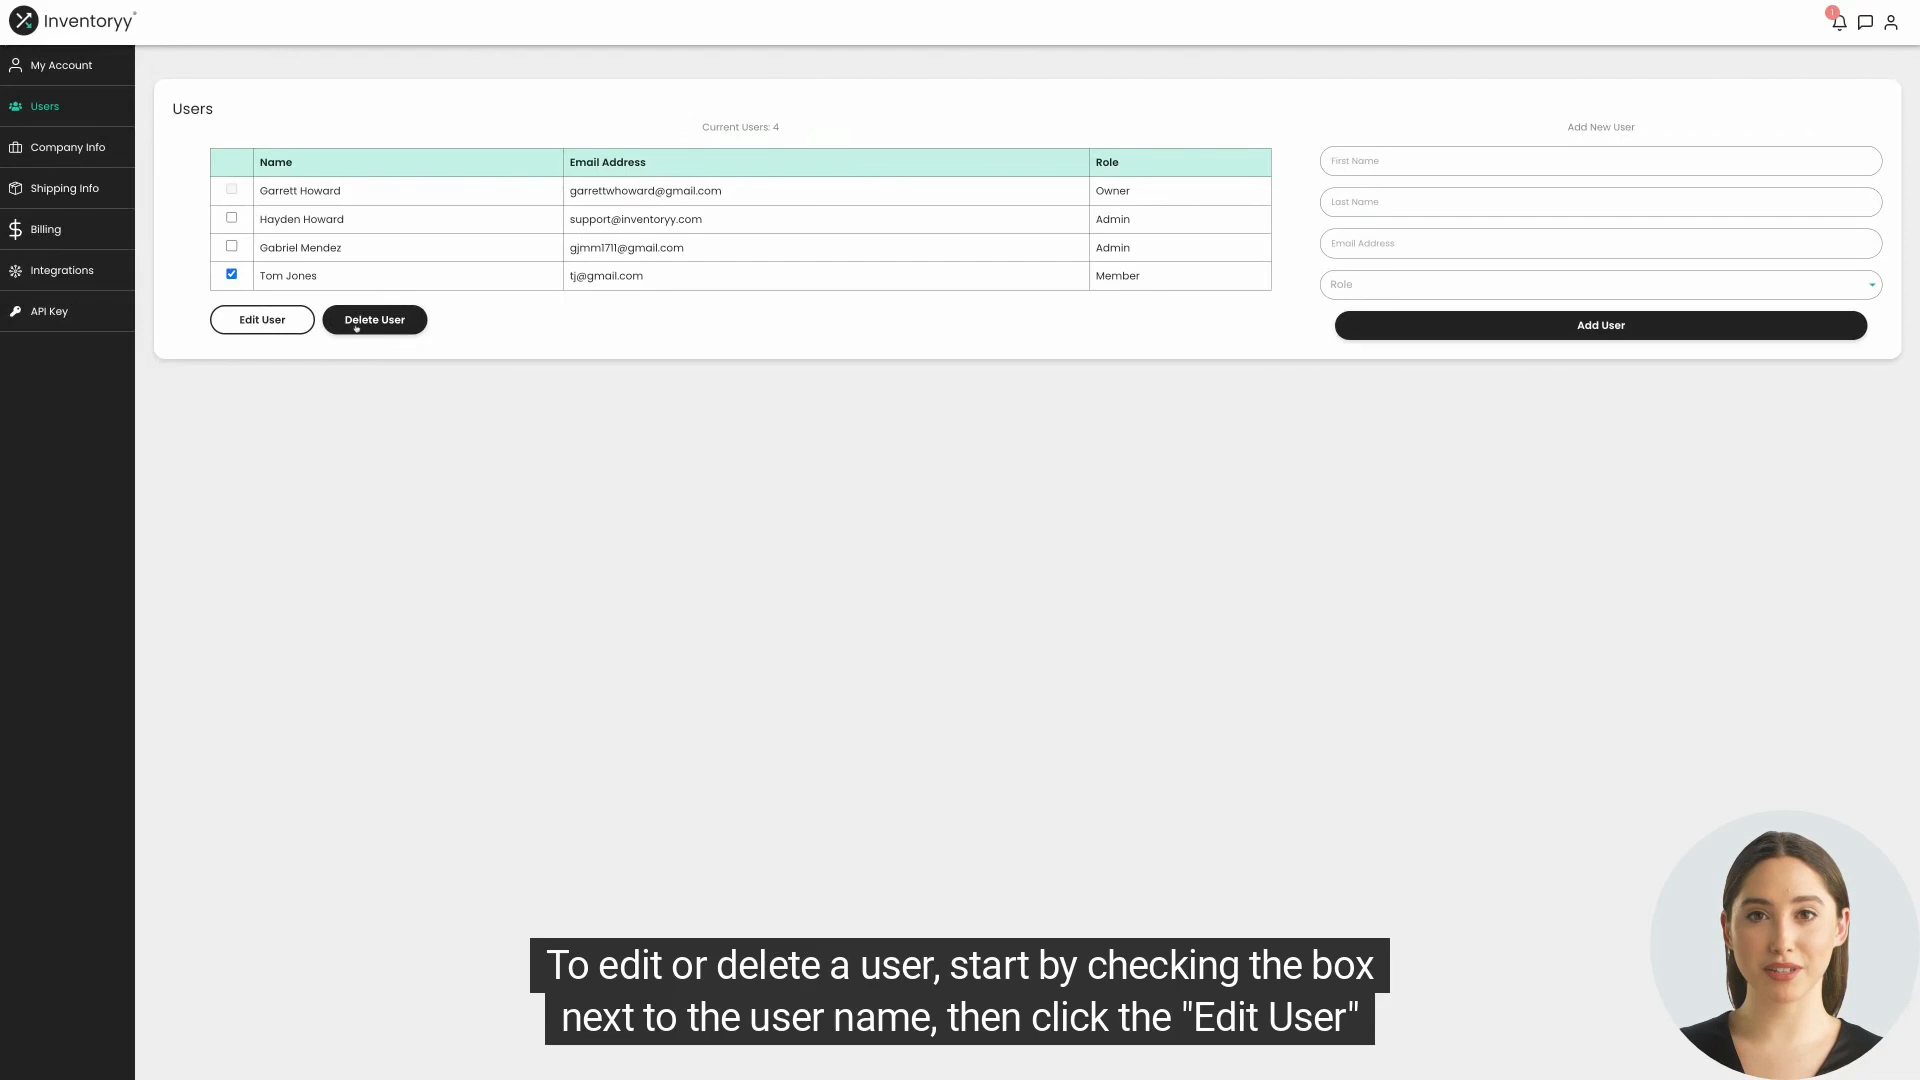 Inventoryy
1
My Account
Users
Company Info
Shipping Info
Billing
Integrations
API Key
Users
Current Users: 4
Name Email Address Role
Garrett Howard garrettwhoward@gmail.com Owner
Hayden Howard support@inventoryy.com Admin
Gabriel Mendez gjmm1711@gmail.com Admin
Tom Jones tj@gmail.com Member
Edit User Delete User
Add New User
First Name
Last Name
Email Address
Role
Add User
To edit or delete a user, start by checking the box
next to the user name, then click the "Edit User"